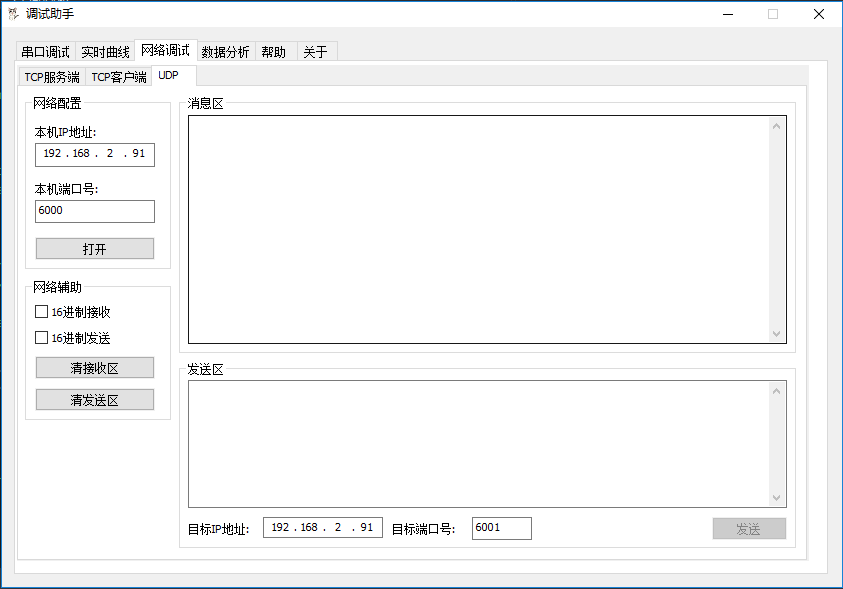 调试助手
串口调试 实时曲线 网络调试 数据分析 帮助 关于
TCP服务端 TCP客户端 UDP
网络配置
本机IP地址:
192 . 168 . 2 . 91
本机端口号:
6000
打开
网络辅助
16进制接收
16进制发送
清接收区
清发送区
消息区
发送区
目标IP地址: 192 . 168 . 2 . 91 目标端口号: 6001 发送